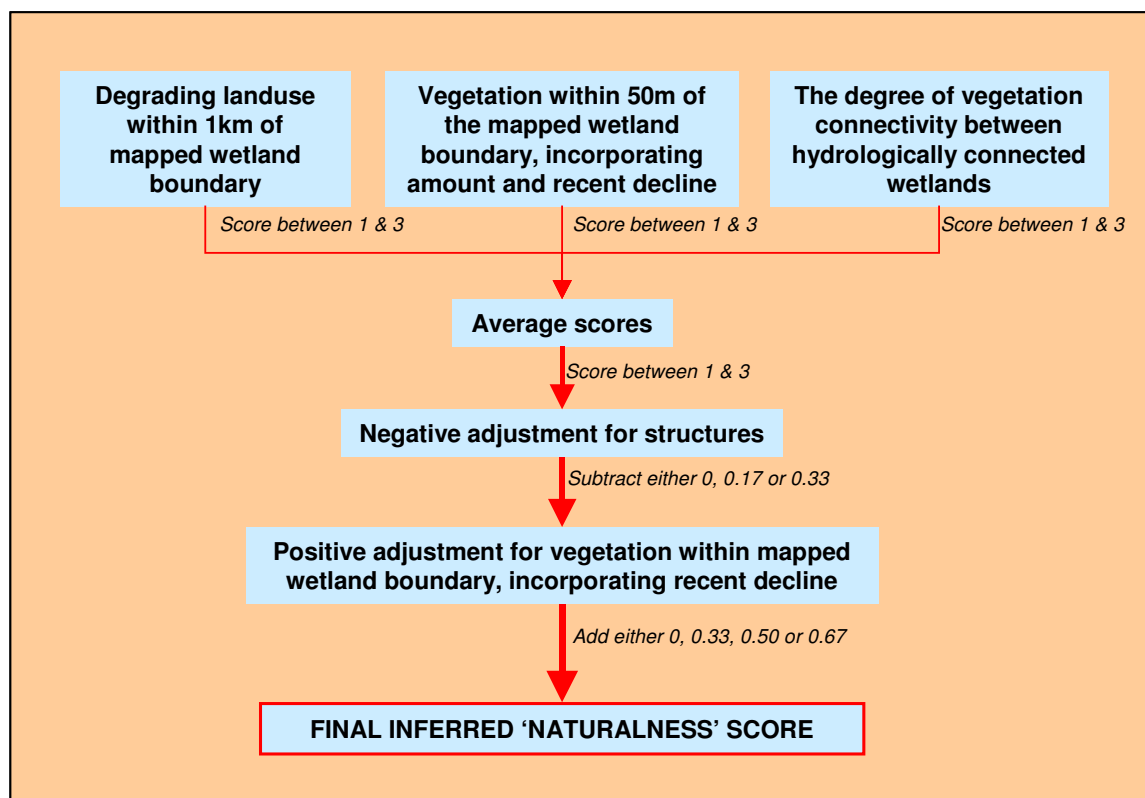 Degrading landuse
within 1km of
mapped wetland
boundary
Vegetation within 50m of
the mapped wetland
boundary, incorporating
amount and recent decline
The degree of vegetation
connectivity between
hydrologically connected
wetlands
Score between 1 & 3
Score between 1 & 3
Score between 1 & 3
Average scores
Score between 1 & 3
Negative adjustment for structures
Subtract either 0, 0.17 or 0.33
Positive adjustment for vegetation within mapped
wetland boundary, incorporating recent decline
Add either 0, 0.33, 0.50 or 0.67
FINAL INFERRED ‘NATURALNESS’ SCORE